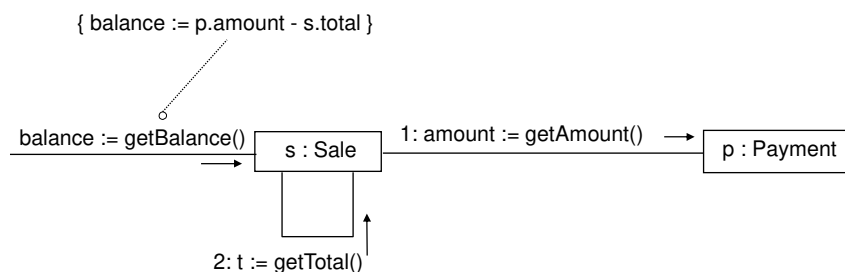 { balance := p.amount - s.total }
balance := getBalance()
1: amount := getAmount()
s : Sale
p : Payment
2: t := getTotal()